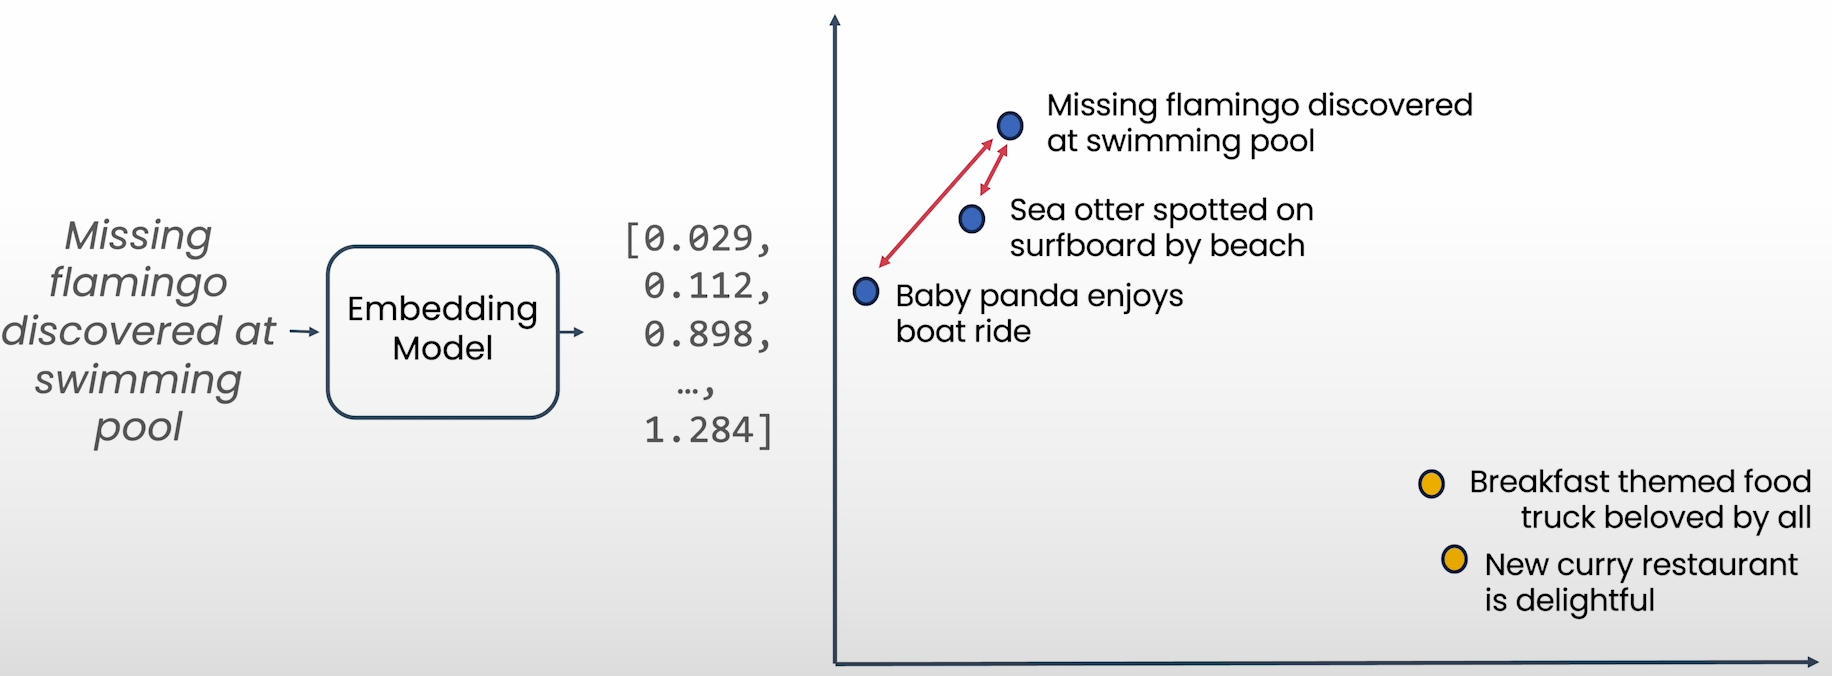 Missing
flamingo
discovered at
swimming
pool
Embedding
Model
[0.029,
0.112,
0.898,
…,
1.284]
Missing flamingo discovered
at swimming pool
Sea otter spotted on
surfboard by beach
Baby panda enjoys
boat ride
Breakfast themed food
truck beloved by all
New curry restaurant
is delightful